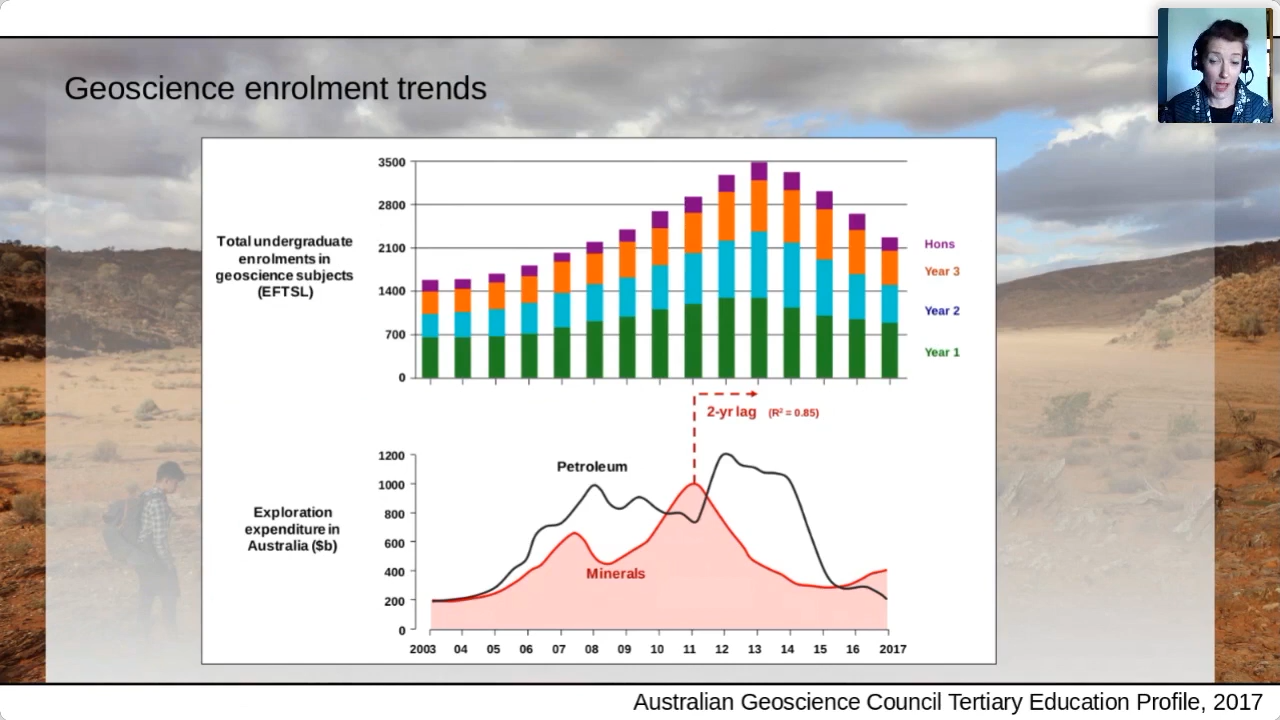 Geoscience enrolment trends
Total undergraduate
enrolments in
geoscience subjects
(EFTSL)
3500
2800
2100
1400
700
0
Hons
Year 3
Year 2
Year 1
2-yr lag (R² = 0.85)
Exploration
expenditure in
Australia ($b)
1200
1000
800
600
400
200
0
Petroleum
Minerals
2003 04 05 06 07 08 09 10 11 12 13 14 15 16 2017
Australian Geoscience Council Tertiary Education Profile, 2017